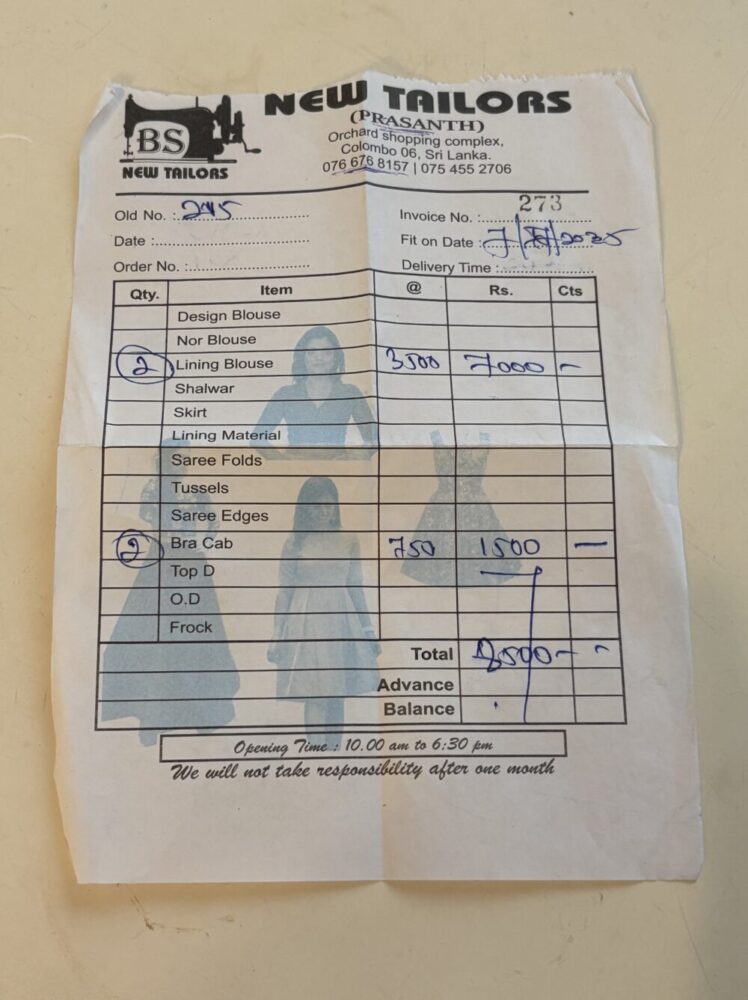 NEW TAILORS
(PRASANTH)
Orchard shopping complex,
Colombo 06, Sri Lanka.
076 676 8157 | 075 455 2706
BS
NEW TAILORS
Old No. : 245
Invoice No. : 273
Date :
Fit on Date : 7/ /2025
Order No. :
Delivery Time :
Qty. Item @ Rs. Cts
Design Blouse
Nor Blouse
2 Lining Blouse 3500 7000 -
Shalwar
Skirt
Lining Material
Saree Folds
Tussels
Saree Edges
2 Bra Cab 750 1500 —
Top D
O.D
Frock
Total 8500 - -
Advance
Balance
Opening Time : 10.00 am to 6:30 pm
We will not take responsibility after one month